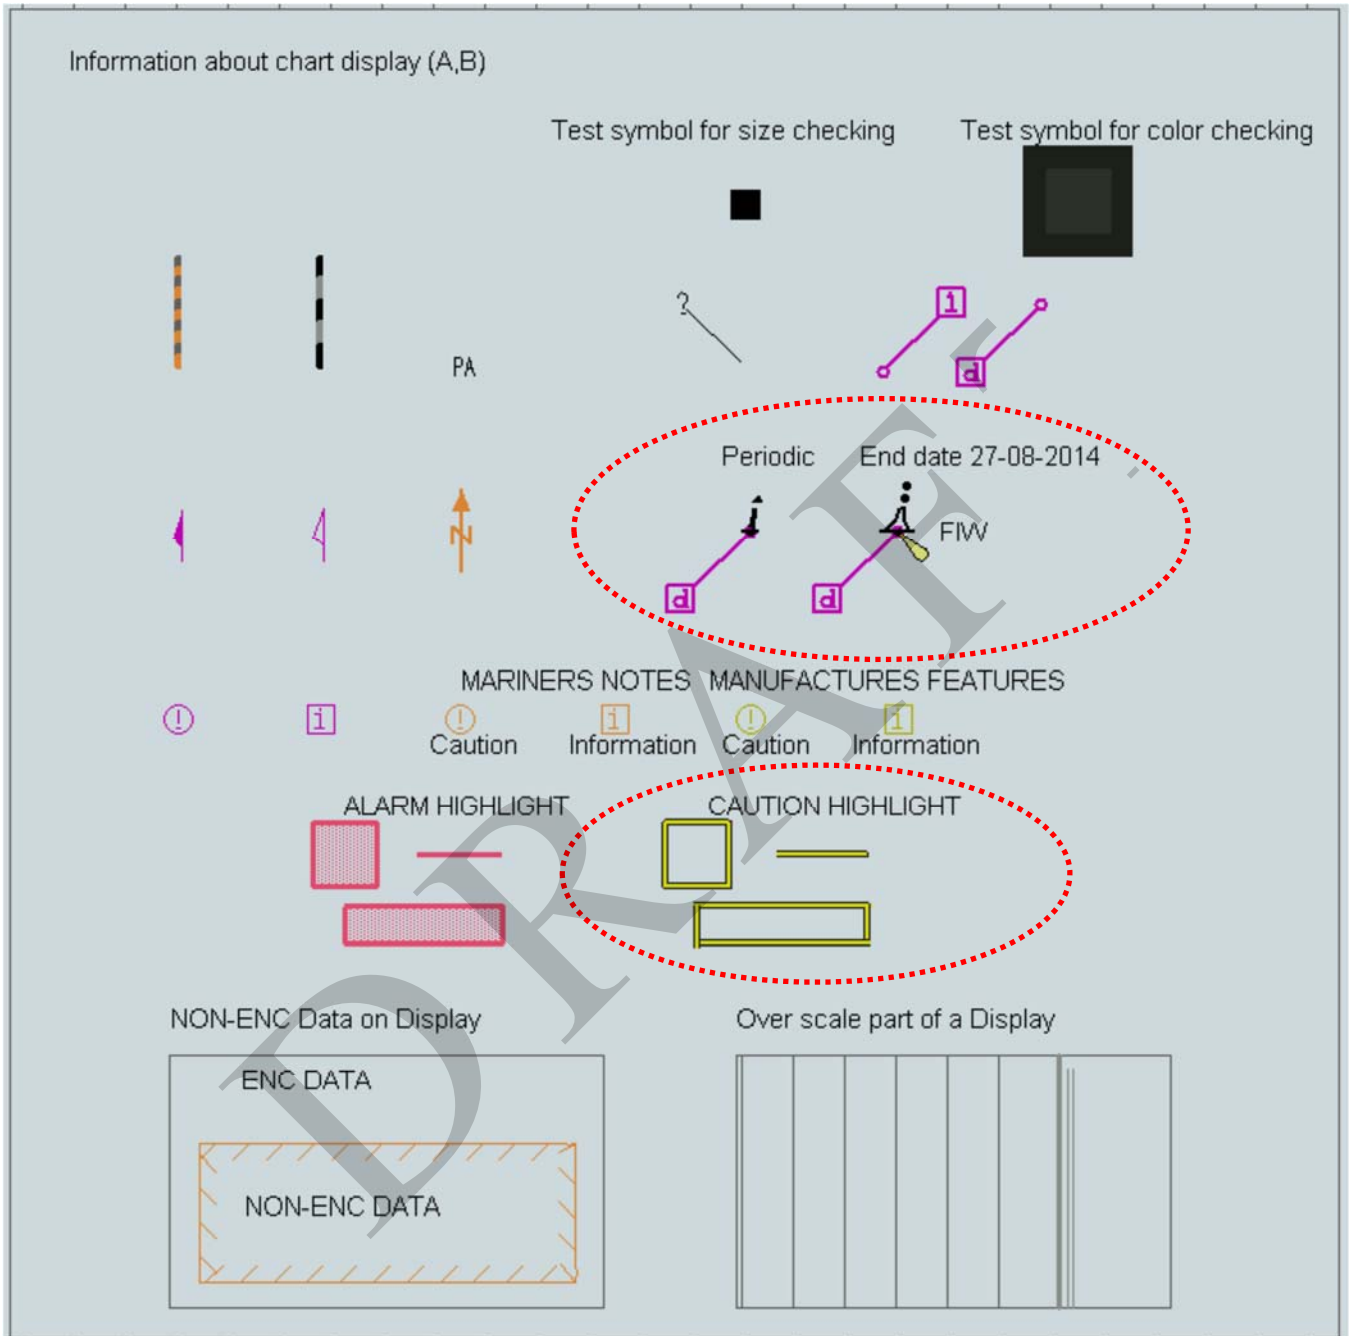 Information about chart display (A,B)
Test symbol for size checking
Test symbol for color checking
?
i
d
PA
Periodic
End date 27-08-2014
FlW
N
d
d
MARINERS NOTES
MANUFACTURES FEATURES
!
i
!
i
!
i
Caution
Information
Caution
Information
ALARM HIGHLIGHT
CAUTION HIGHLIGHT
NON-ENC Data on Display
Over scale part of a Display
ENC DATA
NON-ENC DATA
DRAFT